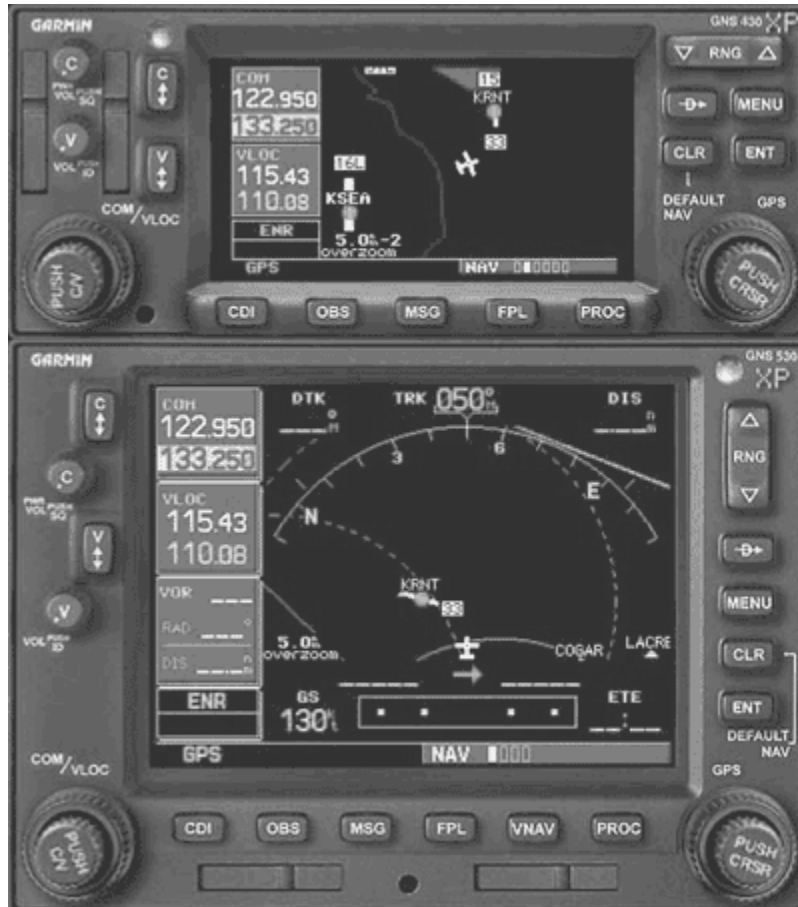 GARMIN
GNS 430 XP
C
PWR
VOL PUSH
SQ
C
V
VOL PUSH
ID
V
COM/VLOC
PUSH
C/V
COM
122.950
133.250
VLOC
115.43
110.08
ENR
GPS
15
KRNT
33
16L
KSEA
5.0
-2
overzoom
NAV
RNG
D
MENU
CLR
ENT
DEFAULT
NAV
GPS
PUSH
CRSR
CDI
OBS
MSG
FPL
PROC
GARMIN
GNS 530
XP
C
C
PWR
VOL PUSH
SQ
V
V
VOL PUSH
ID
COM/VLOC
PUSH
C/V
COM
122.950
133.250
VLOC
115.43
110.08
VOR
RAD
DIS
ENR
GPS
DTK
TRK 050°M
DIS
N
3
6
E
KRNT
33
5.0
overzoom
COGAR
LACRE
GS
130
ETE
NAV
RNG
D
MENU
CLR
ENT
DEFAULT
NAV
GPS
PUSH
CRSR
CDI
OBS
MSG
FPL
VNAV
PROC